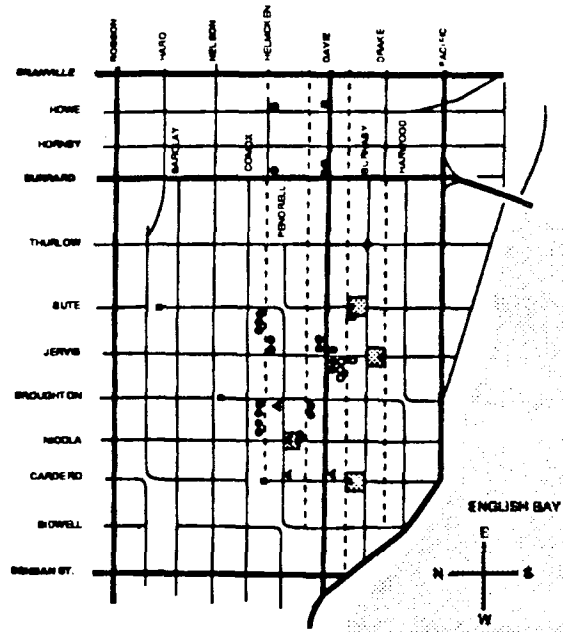 ROBSON
HARO
NELSON
HELMCKEN
DAVIE
DRAKE
PACIFIC
GRANVILLE
HOWE
HORNBY
BURRARD
BARCLAY
COMOX
PENDRELL
BURNABY
HARWOOD
THURLOW
BUTE
JERVIS
BROUGHTON
NICOLA
CARDERO
BIDWELL
DENMAN ST.
ENGLISH BAY
E
N
S
W